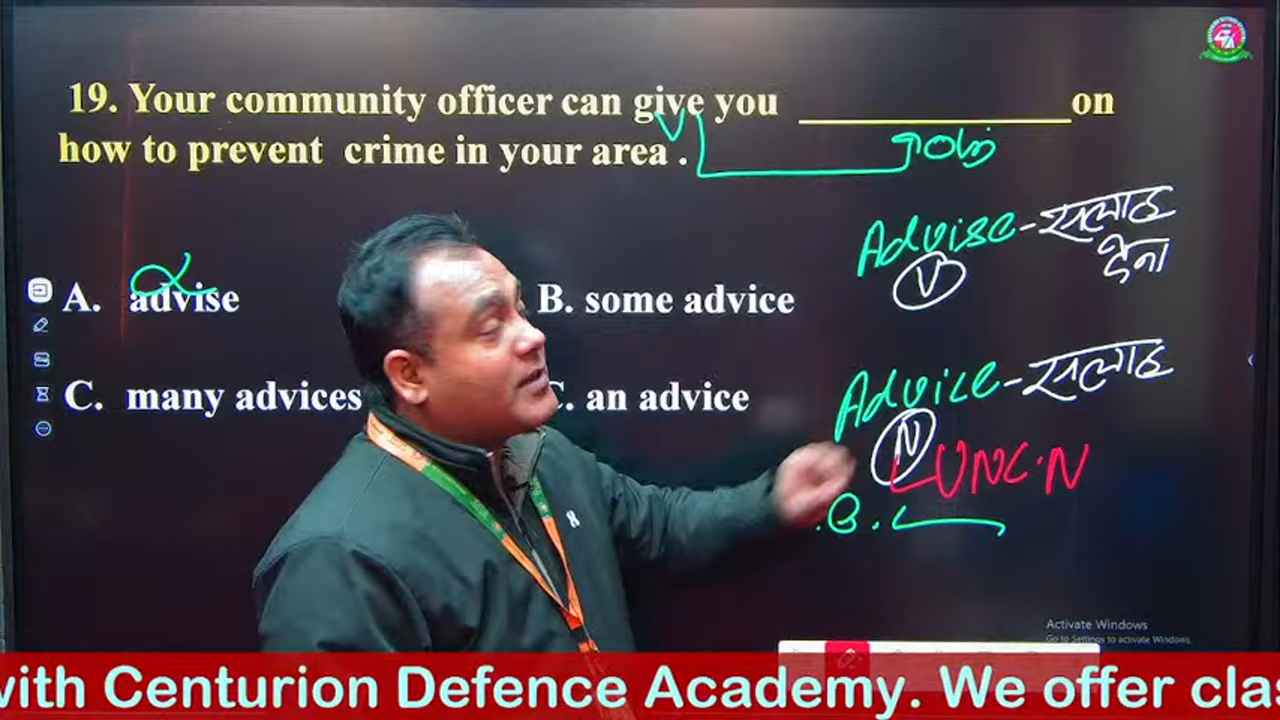 19. Your community officer can give you ____________ on
how to prevent crime in your area .
V
Advise - सलाह
देना
V
A. advise
B. some advice
Advice - सलाह
C. many advices
C. an advice
N
UNC.N
B.
Activate Windows
Go to Settings to activate Windows.
with Centurion Defence Academy. We offer clas